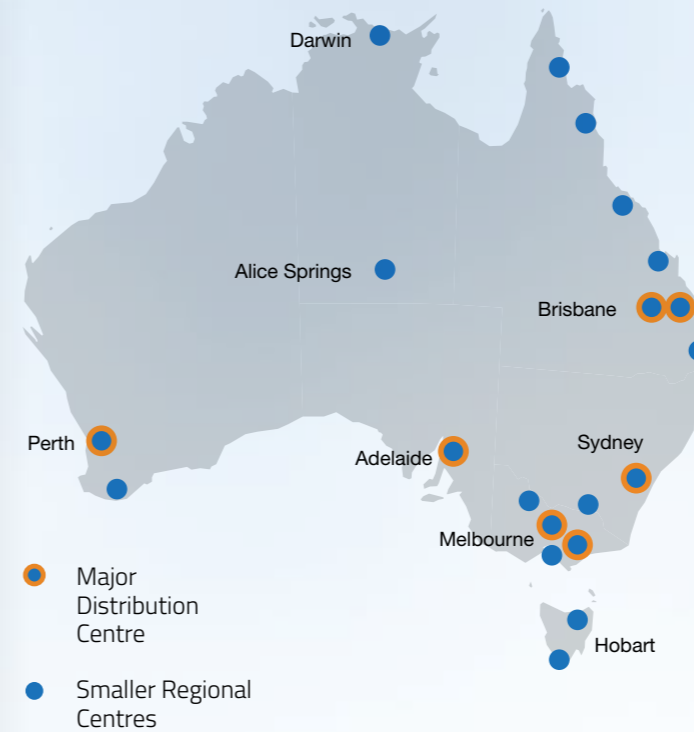 Darwin
Alice Springs
Brisbane
Perth
Adelaide
Sydney
Melbourne
Hobart
Major
Distribution
Centre
Smaller Regional
Centres